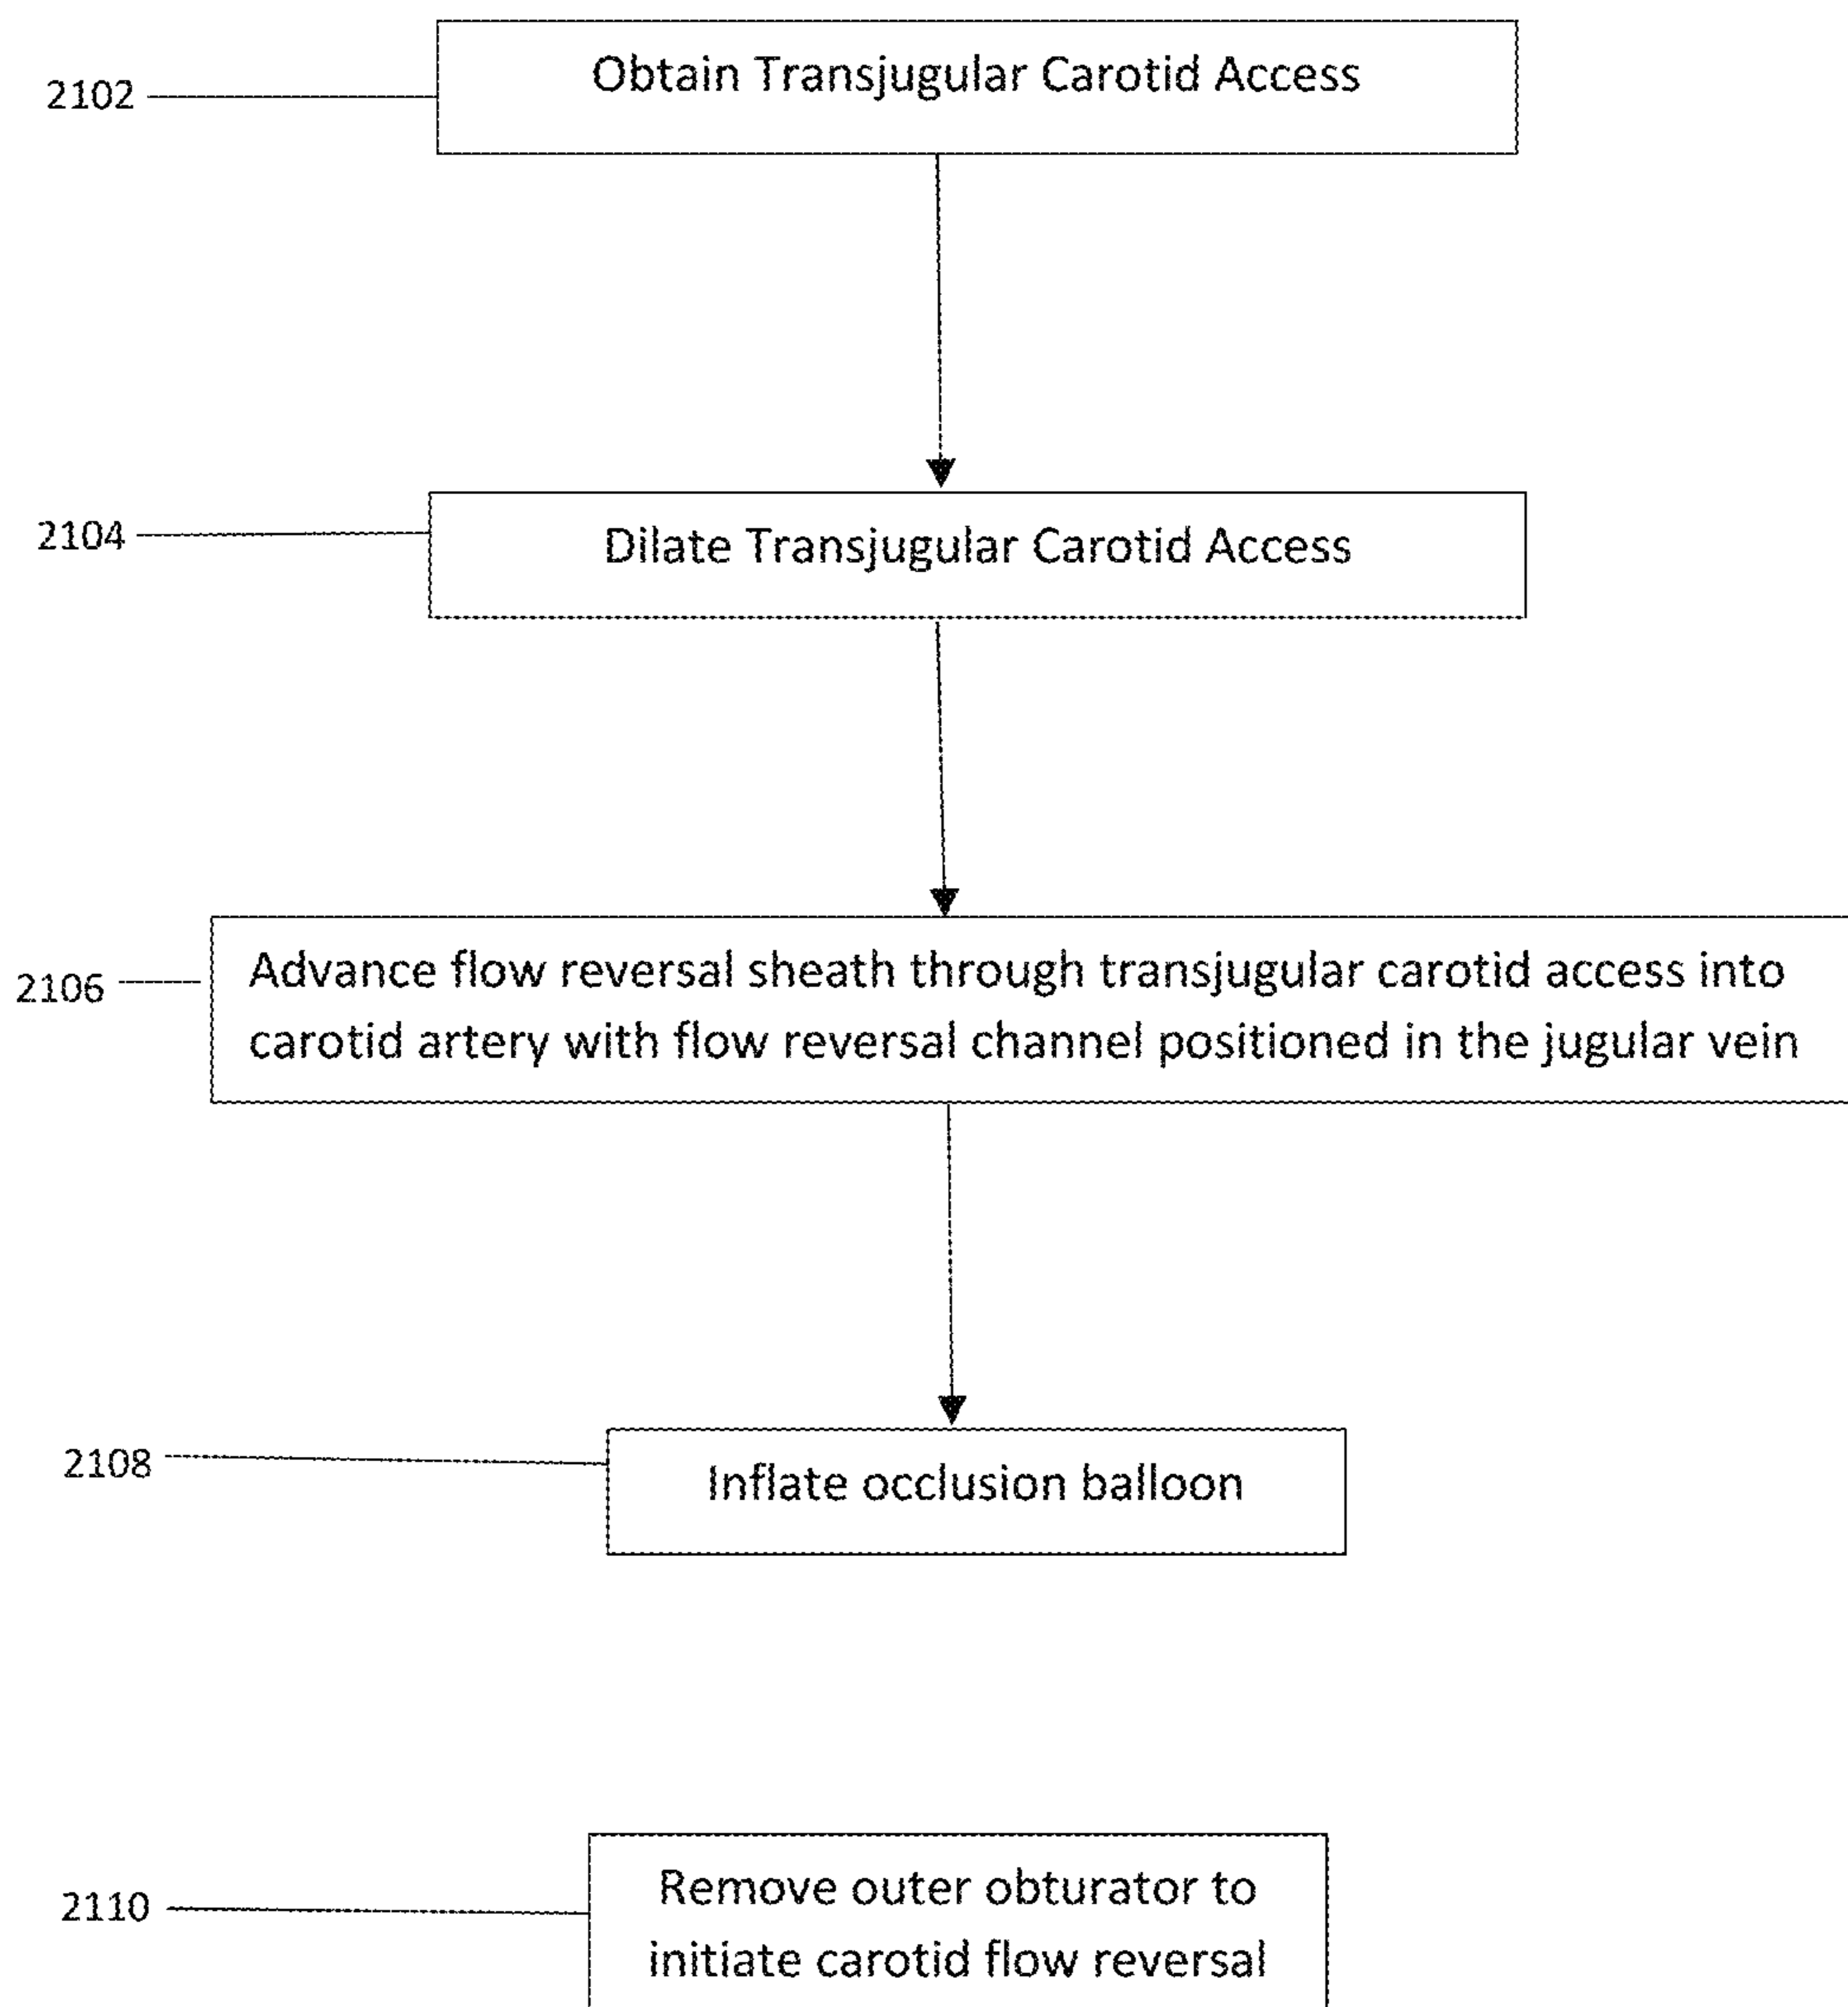 2102
Obtain Transjugular Carotid Access
2104
Dilate Transjugular Carotid Access
2106
Advance flow reversal sheath through transjugular carotid access into
carotid artery with flow reversal channel positioned in the jugular vein
2108
Inflate occlusion balloon
2110
Remove outer obturator to
initiate carotid flow reversal